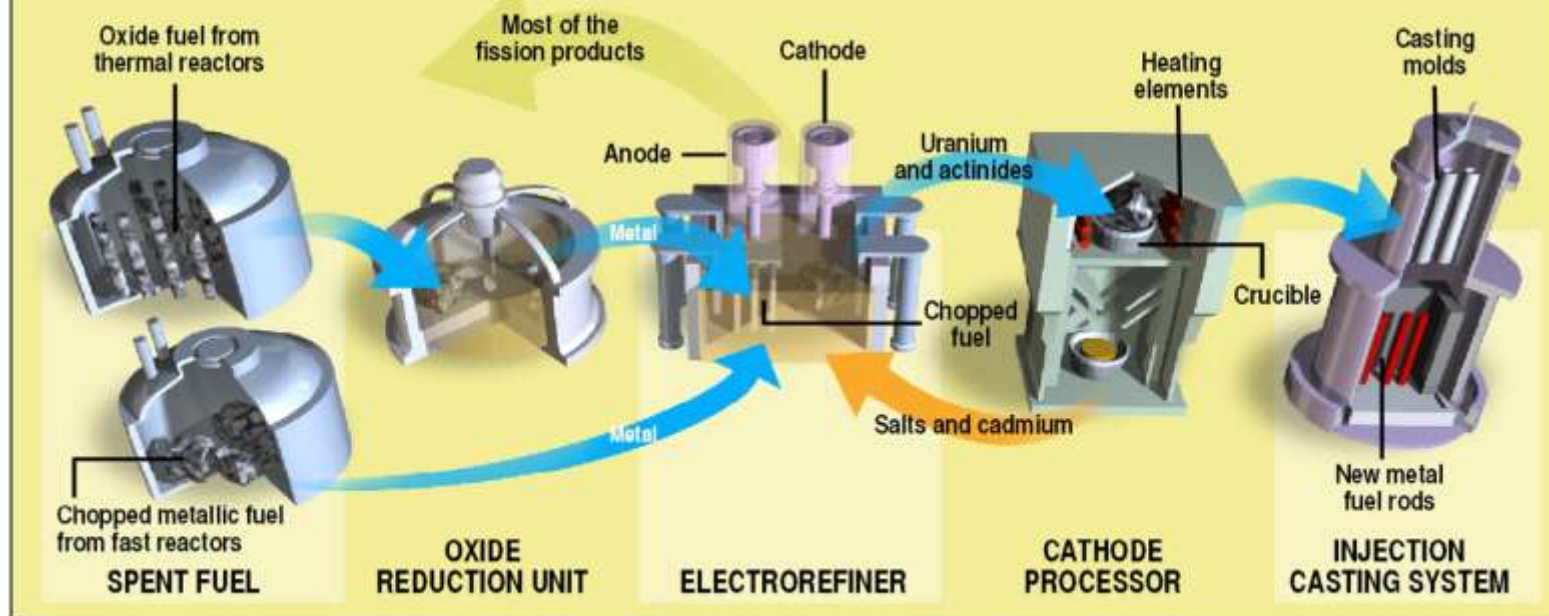 Oxide fuel from
thermal reactors
Most of the
fission products
Cathode
Heating
elements
Casting
molds
Anode
Uranium
and actinides
Metal
Chopped
fuel
Crucible
Metal
Salts and cadmium
Chopped metallic fuel
from fast reactors
New metal
fuel rods
SPENT FUEL
OXIDE
REDUCTION UNIT
ELECTROREFINER
CATHODE
PROCESSOR
INJECTION
CASTING SYSTEM